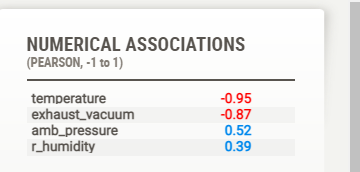 NUMERICAL ASSOCIATIONS
(PEARSON, -1 to 1)
temperature -0.95
exhaust_vacuum -0.87
amb_pressure 0.52
r_humidity 0.39